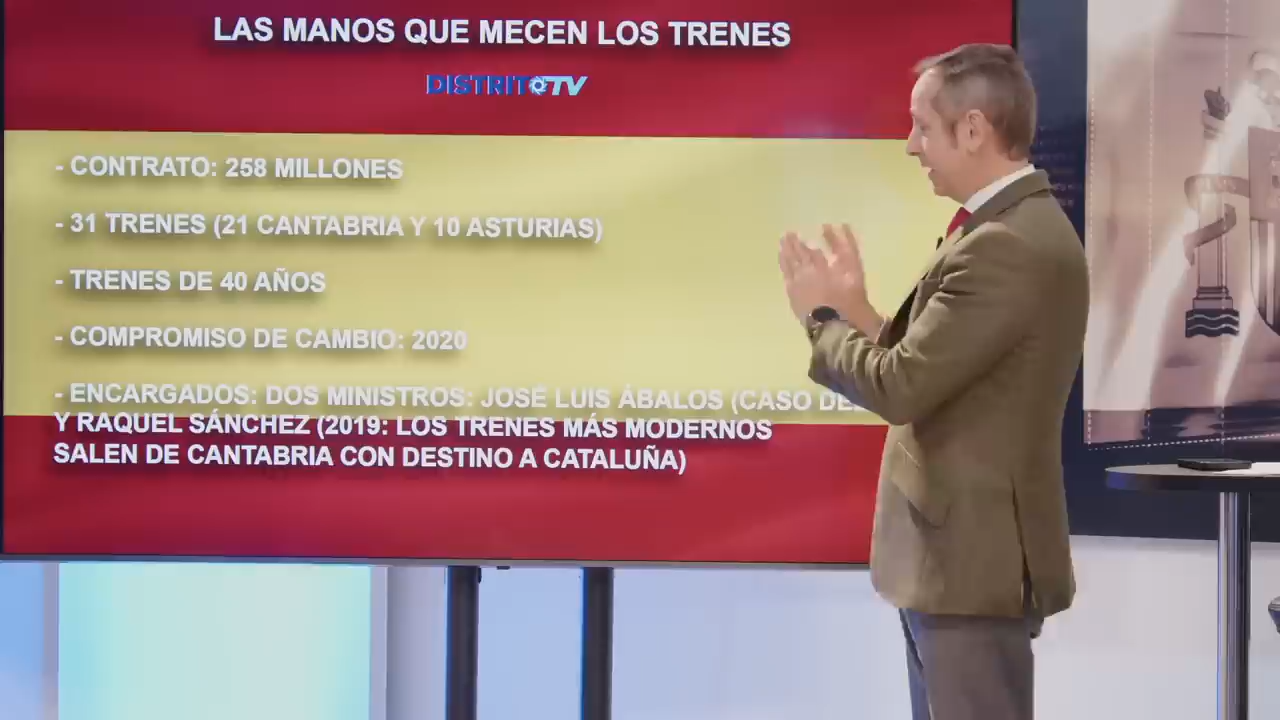 LAS MANOS QUE MECEN LOS TRENES
DISTRITOTV
- CONTRATO: 258 MILLONES
- 31 TRENES (21 CANTABRIA Y 10 ASTURIAS)
- TRENES DE 40 AÑOS
- COMPROMISO DE CAMBIO: 2020
- ENCARGADOS: DOS MINISTROS: JOSÉ LUIS ÁBALOS (CASO
Y RAQUEL SÁNCHEZ (2019: LOS TRENES MÁS MODERNOS
SALEN DE CANTABRIA CON DESTINO A CATALUÑA)